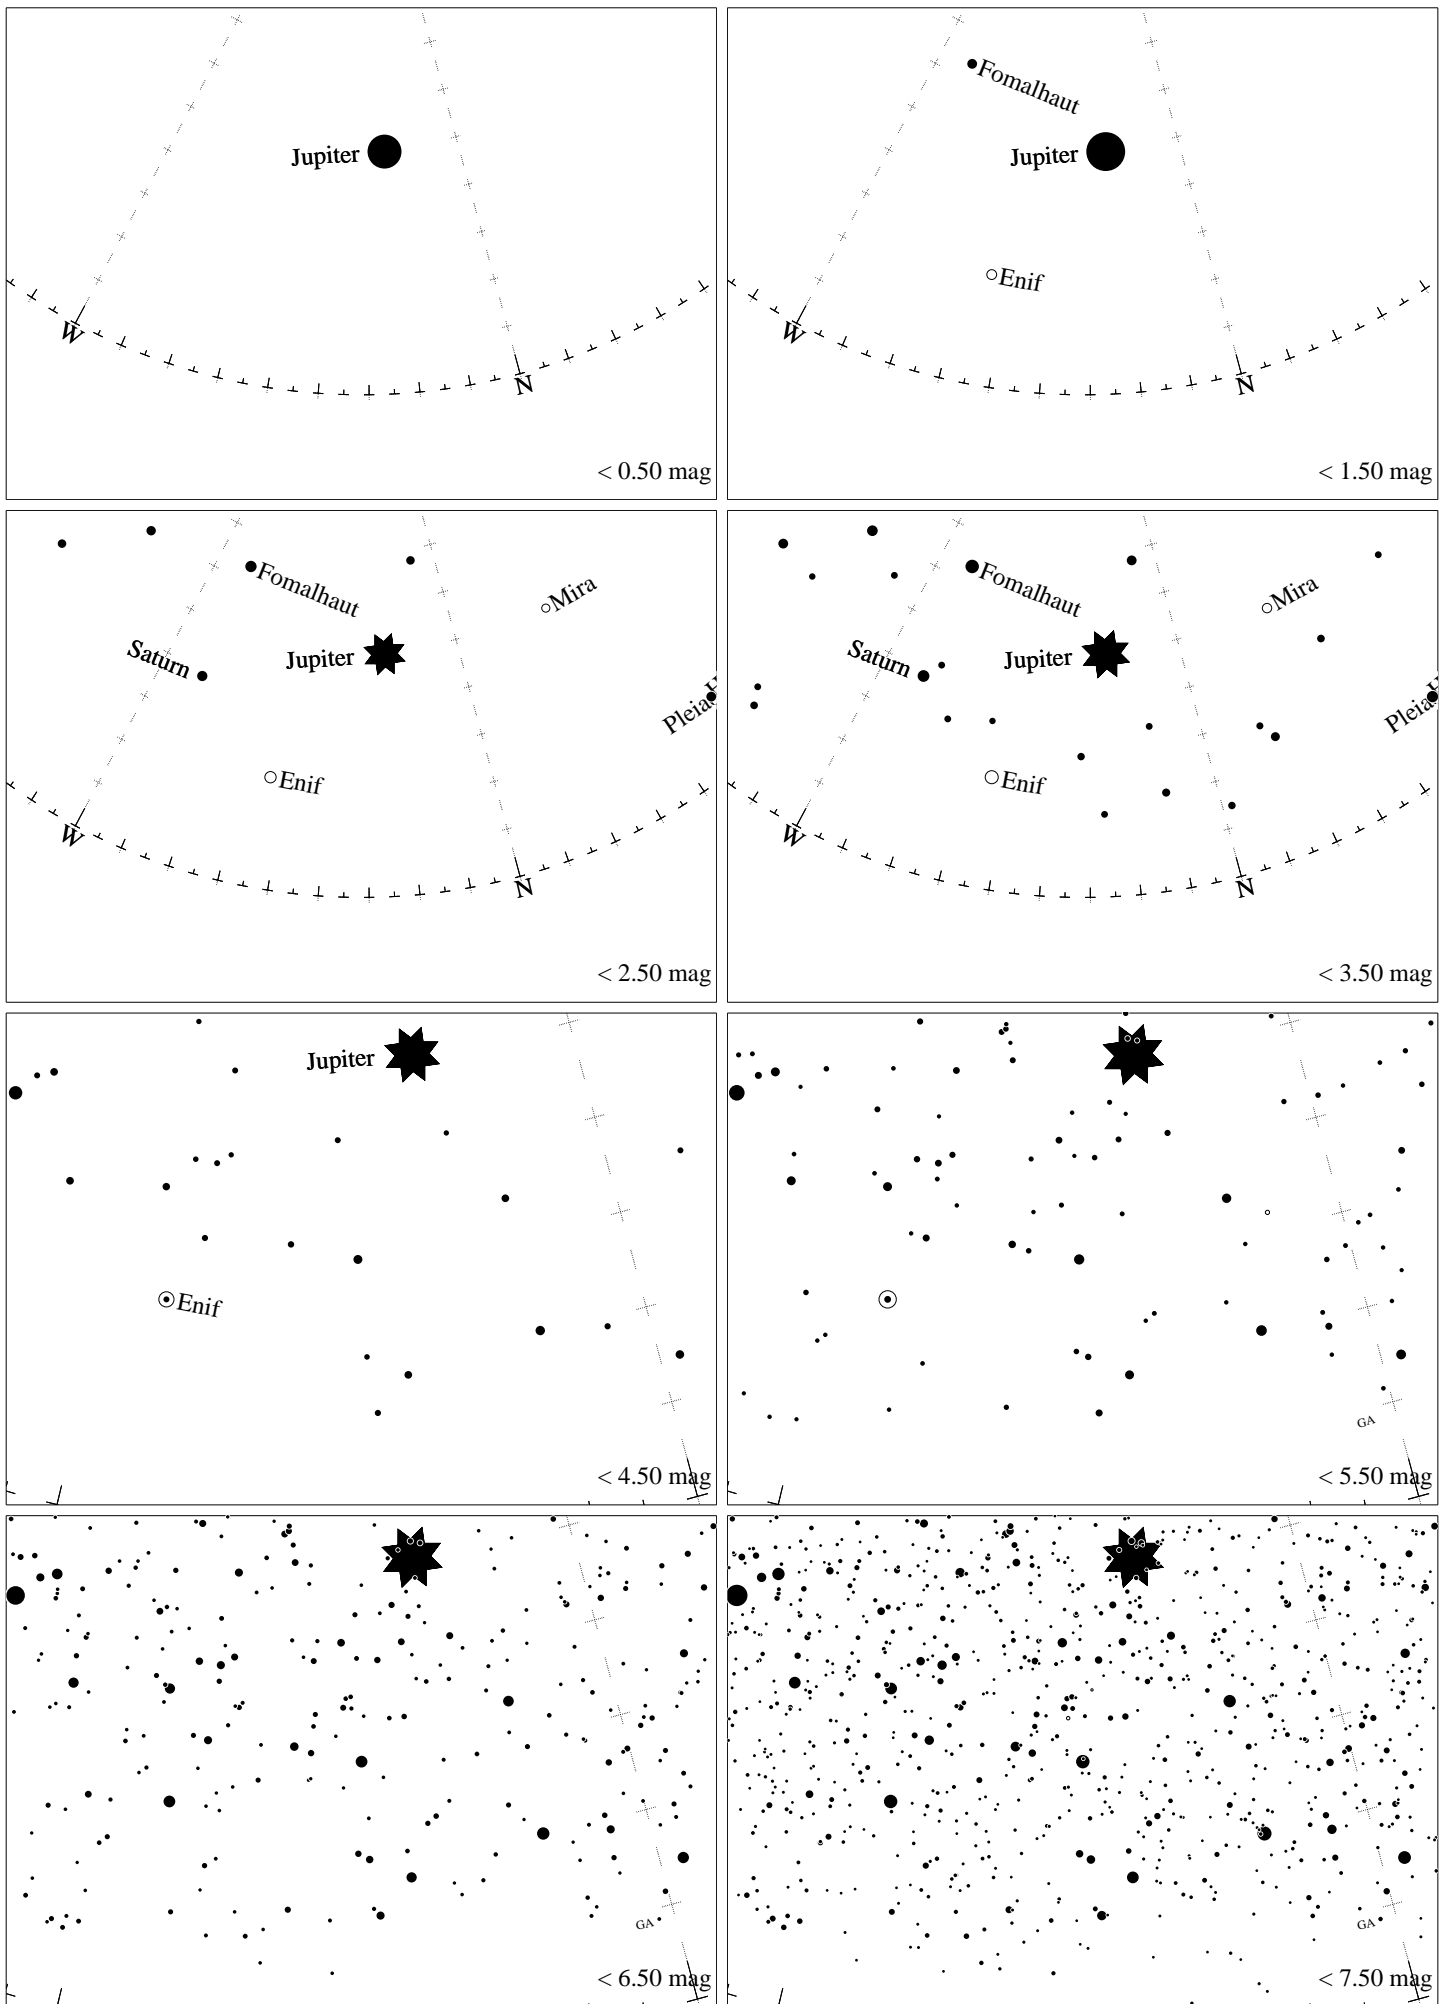 Jupiter
W
N
< 0.50 mag
Fomalhaut
Jupiter
Enif
W
N
< 1.50 mag
Fomalhaut
Mira
Saturn
Jupiter
Enif
W
N
< 2.50 mag
Fomalhaut
Mira
Saturn
Jupiter
Enif
W
N
< 3.50 mag
Jupiter
Enif
< 4.50 mag
GA
< 5.50 mag
GA
< 6.50 mag
GA
< 7.50 mag